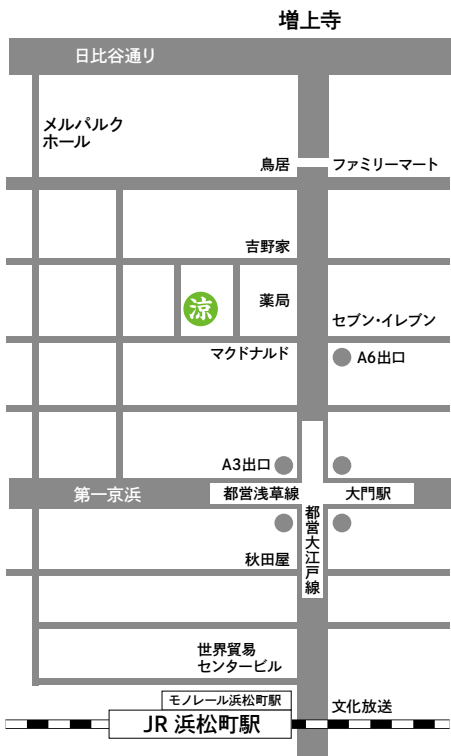 増上寺
日比谷通り
メルパルク
ホール
鳥居
ファミリーマート
吉野家
涼
薬局
セブン・イレブン
マクドナルド
A6出口
A3出口
第一京浜
都営浅草線
大門駅
都営大江戸線
秋田屋
世界貿易
センタービル
モノレール浜松町駅
文化放送
JR 浜松町駅